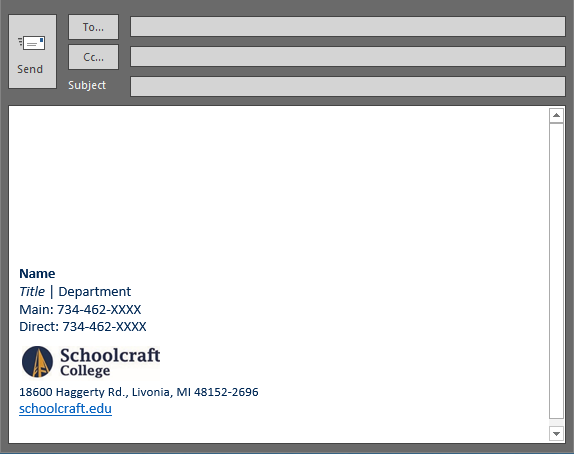 To...
Send
Cc...
Subject
Name
Title | Department
Main: 734-462-XXXX
Direct: 734-462-XXXX
Schoolcraft
College
18600 Haggerty Rd., Livonia, MI 48152-2696
schoolcraft.edu